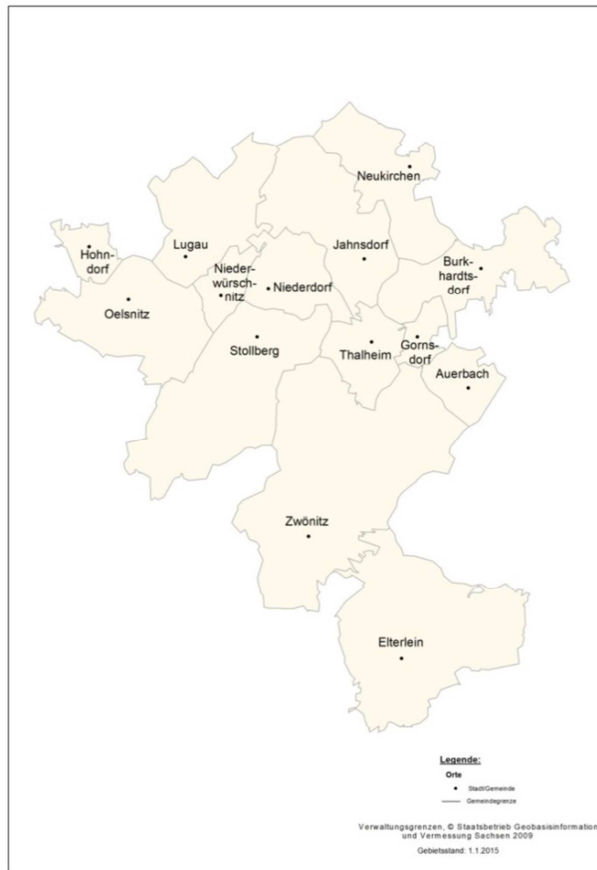 Neukirchen
Hohn-
dorf
Lugau
Jahnsdorf
Burk-
hardts-
dorf
Nieder-
würsch-
nitz
Niederdorf
Oelsnitz
Stollberg
Thalheim
Gorns-
dorf
Auerbach
Zwönitz
Elterlein
Legende:
Orte
Stadt/Gemeinde
Gemeindegrenze
Verwaltungsgrenzen, © Staatsbetrieb Geobasisinformation
und Vermessung Sachsen 2009
Gebietsstand: 1.1.2015